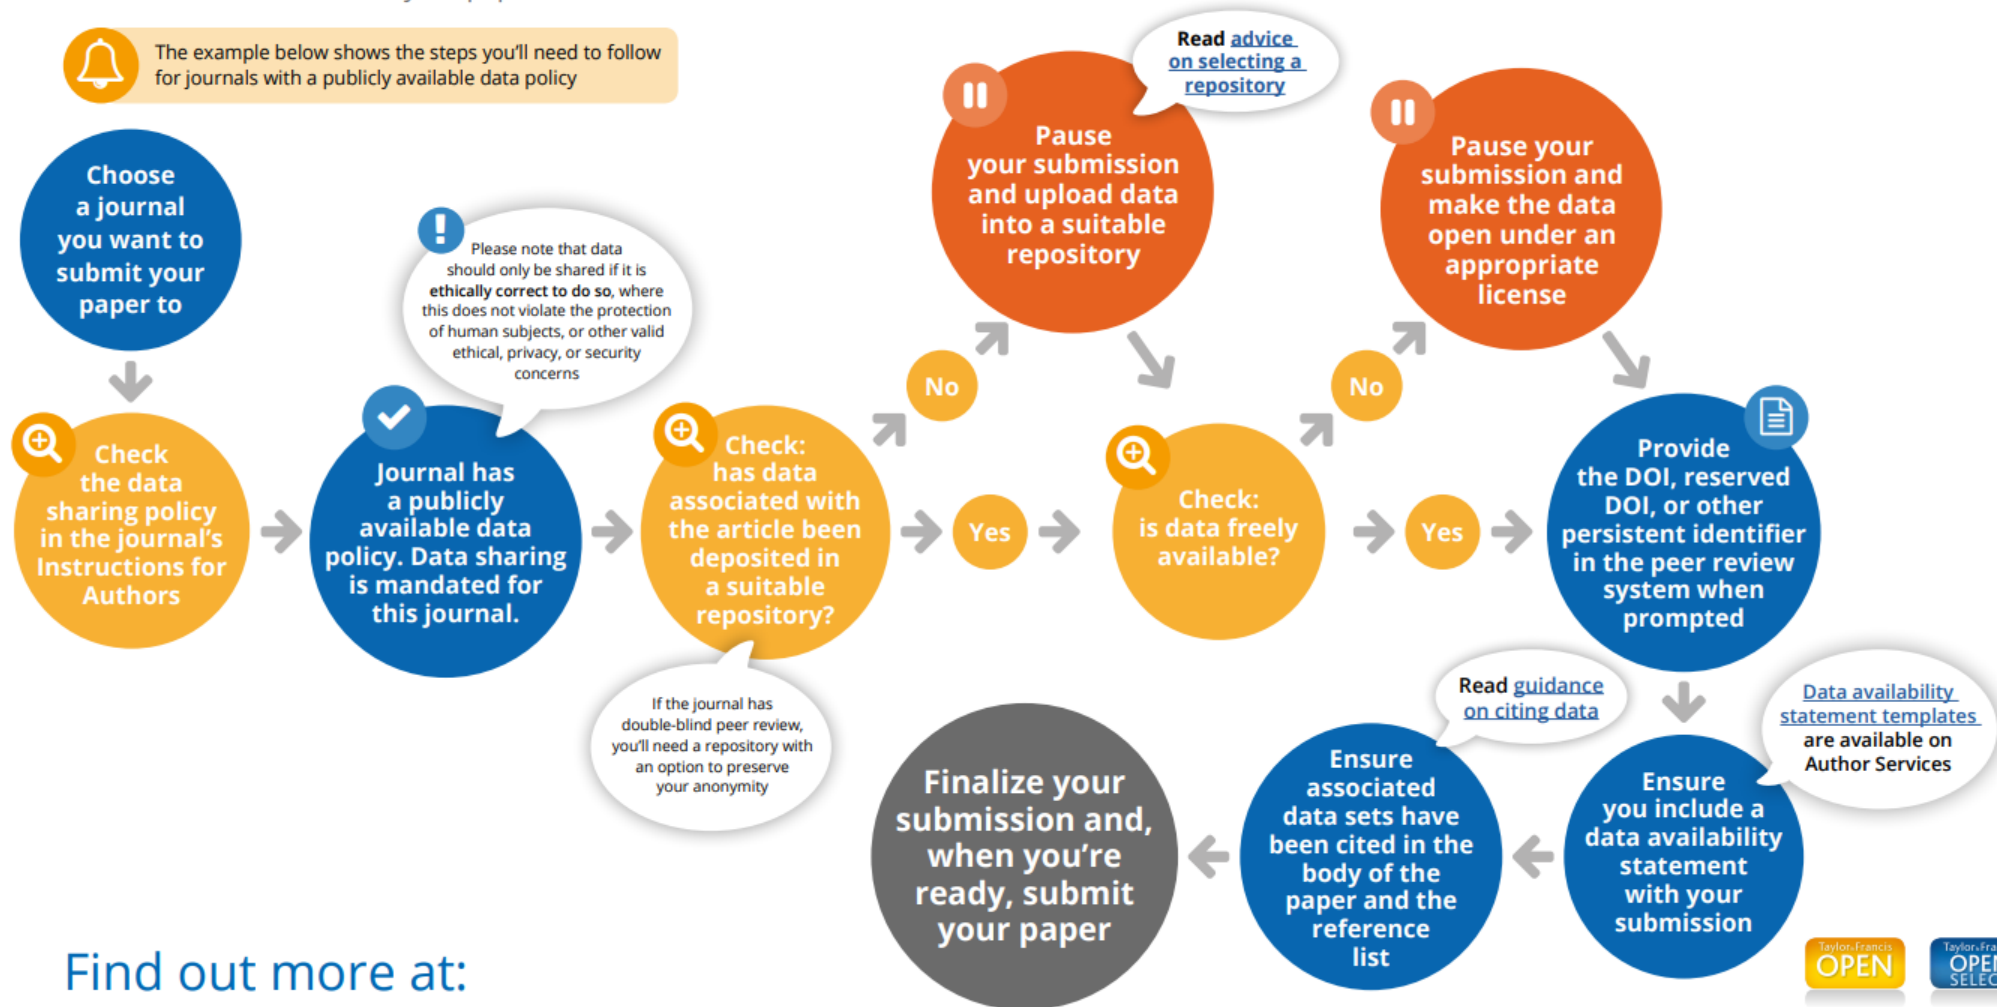 The example below shows the steps you'll need to follow
for journals with a publicly available data policy
Choose
a journal
you want to
submit your
paper to
Check
the data
sharing policy
in the journal's
Instructions for
Authors
Please note that data
should only be shared if it is
ethically correct to do so, where
this does not violate the protection
of human subjects, or other valid
ethical, privacy, or security
concerns
Journal has
a publicly
available data
policy. Data sharing
is mandated for
this journal.
Check:
has data
associated with
the article been
deposited in
a suitable
repository?
If the journal has
double-blind peer review,
you'll need a repository with
an option to preserve
your anonymity
No
Yes
Read advice
on selecting a
repository
Pause
your submission
and upload data
into a suitable
repository
Check:
is data freely
available?
No
Yes
Pause your
submission and
make the data
open under an
appropriate
license
Provide
the DOI, reserved
DOI, or other
persistent identifier
in the peer review
system when
prompted
Data availability
statement templates
are available on
Author Services
Ensure
you include a
data availability
statement
with your
submission
Read guidance
on citing data
Ensure
associated
data sets have
been cited in the
body of the
paper and the
reference
list
Finalize your
submission and,
when you're
ready, submit
your paper
Find out more at:
Taylor & Francis
OPEN